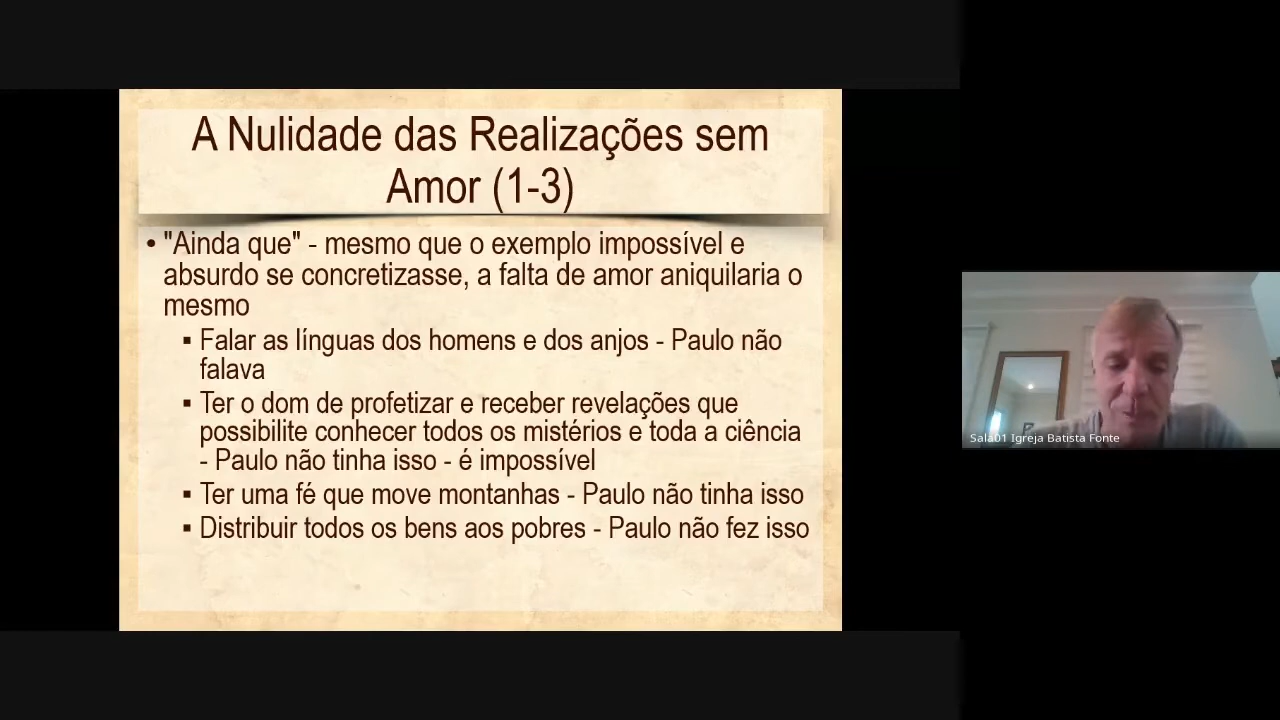 A Nulidade das Realizações sem
Amor (1-3)
• "Ainda que" - mesmo que o exemplo impossível e
absurdo se concretizasse, a falta de amor aniquilaria o
mesmo
▪ Falar as línguas dos homens e dos anjos - Paulo não
falava
▪ Ter o dom de profetizar e receber revelações que
possibilite conhecer todos os mistérios e toda a ciência
- Paulo não tinha isso - é impossível
▪ Ter uma fé que move montanhas - Paulo não tinha isso
▪ Distribuir todos os bens aos pobres - Paulo não fez isso
Sala01 Igreja Batista Fonte